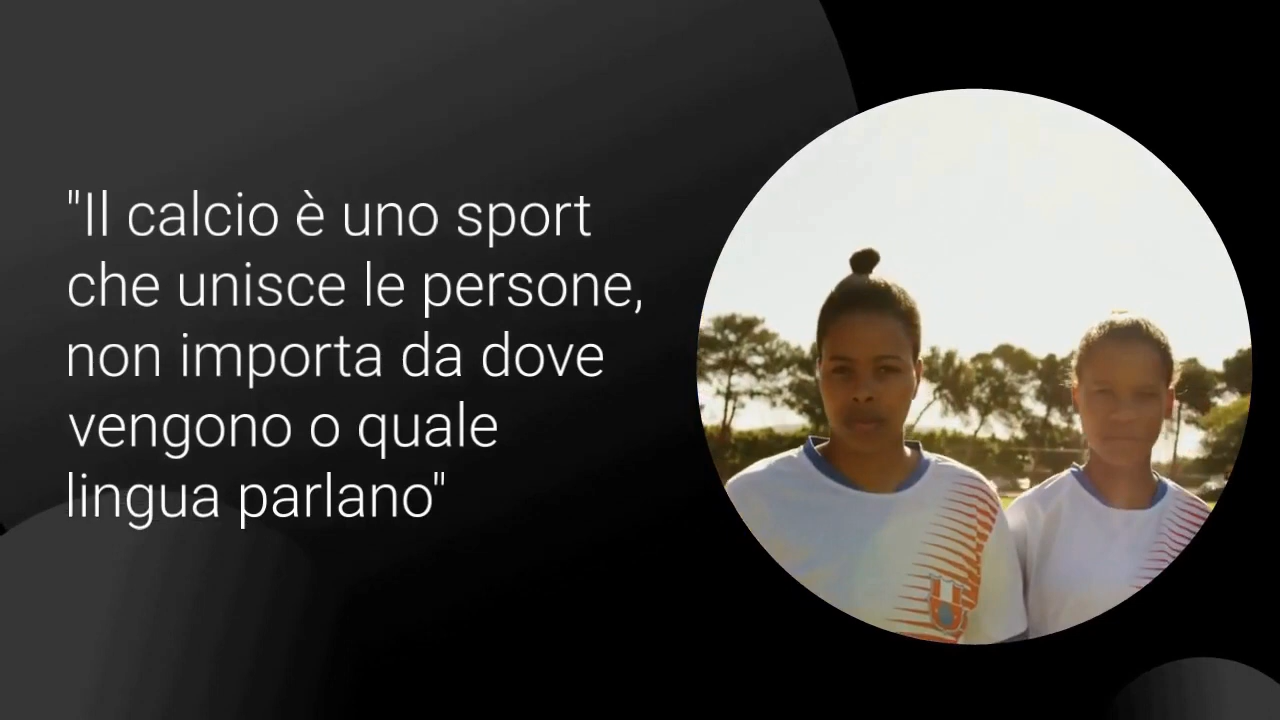 "Il calcio è uno sport
che unisce le persone,
non importa da dove
vengono o quale
lingua parlano"